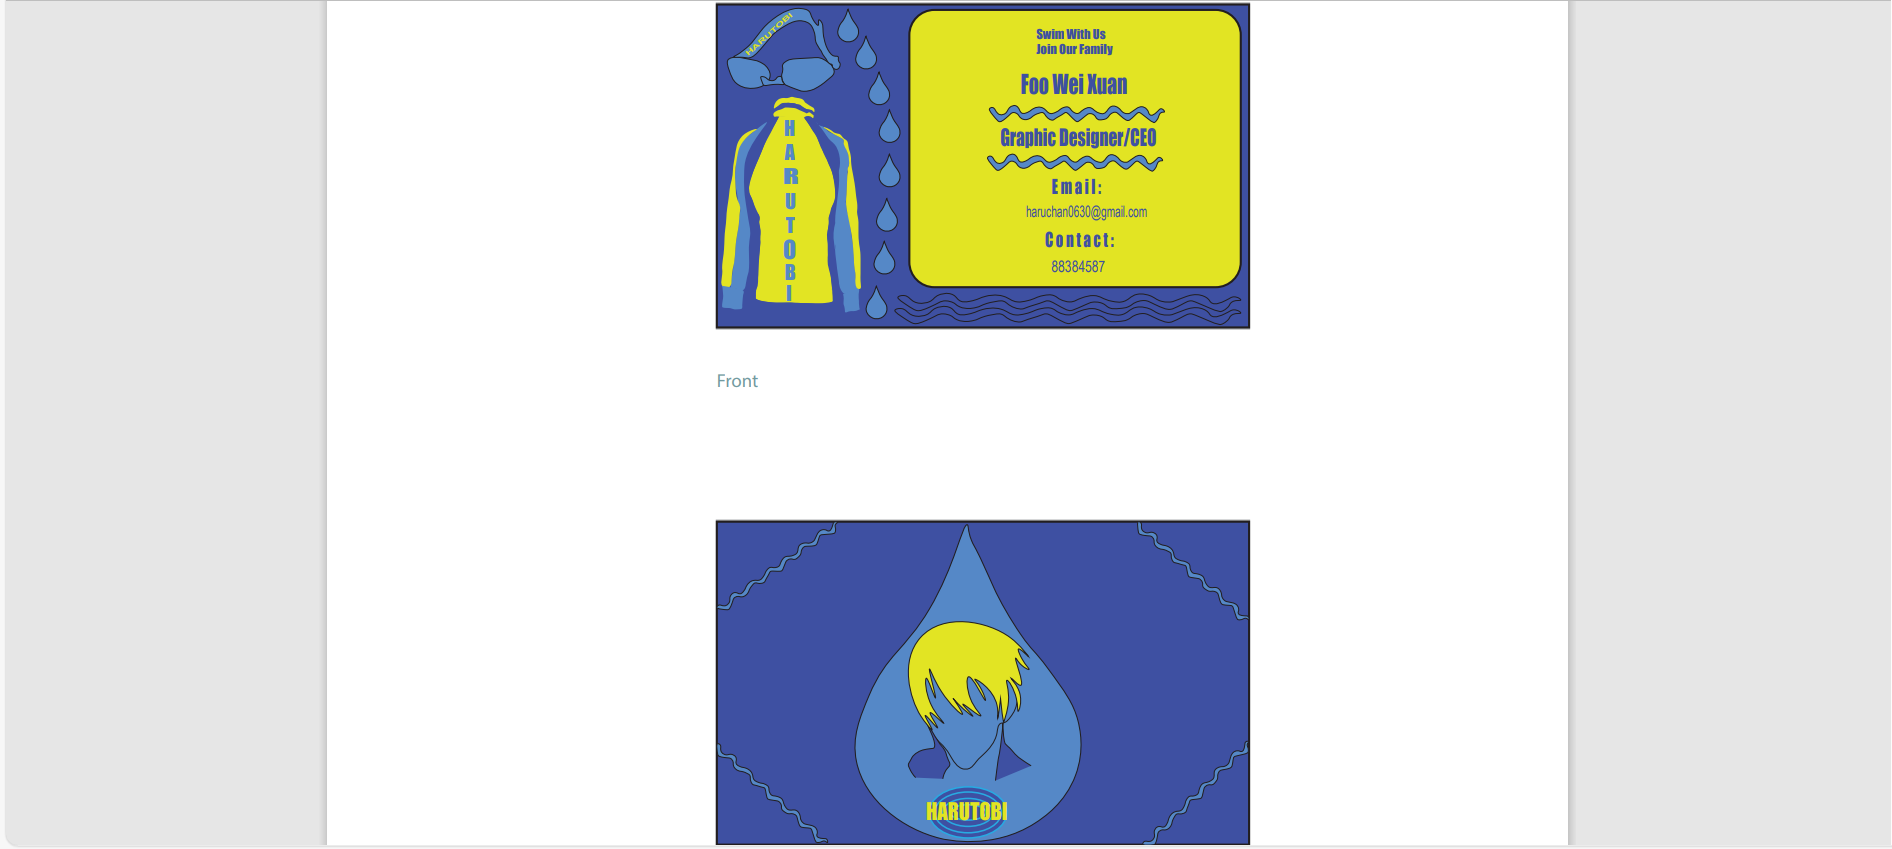 HARUTOBI
HARUTOBI
Swim With Us
Join Our Family
Foo Wei Xuan
Graphic Designer/CEO
Email:
haruchan0630@gmail.com
Contact:
88384587
Front
HARUTOBI